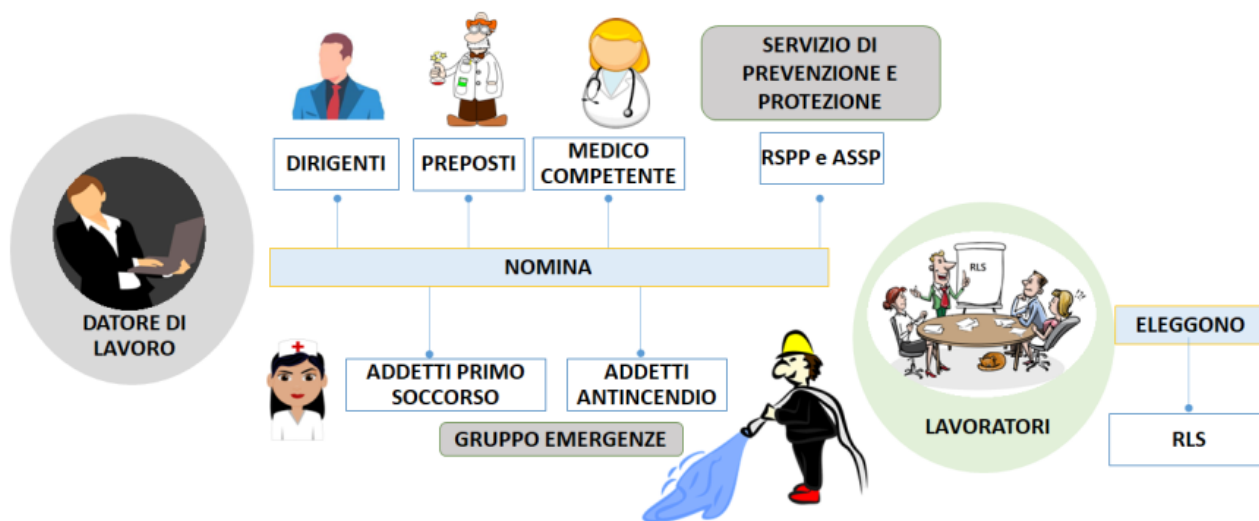 SERVIZIO DI
PREVENZIONE E
PROTEZIONE
DIRIGENTI
PREPOSTI
MEDICO
COMPETENTE
RSPP e ASSP
NOMINA
DATORE DI
LAVORO
ADDETTI PRIMO
SOCCORSO
ADDETTI
ANTINCENDIO
GRUPPO EMERGENZE
RLS
LAVORATORI
ELEGGONO
RLS